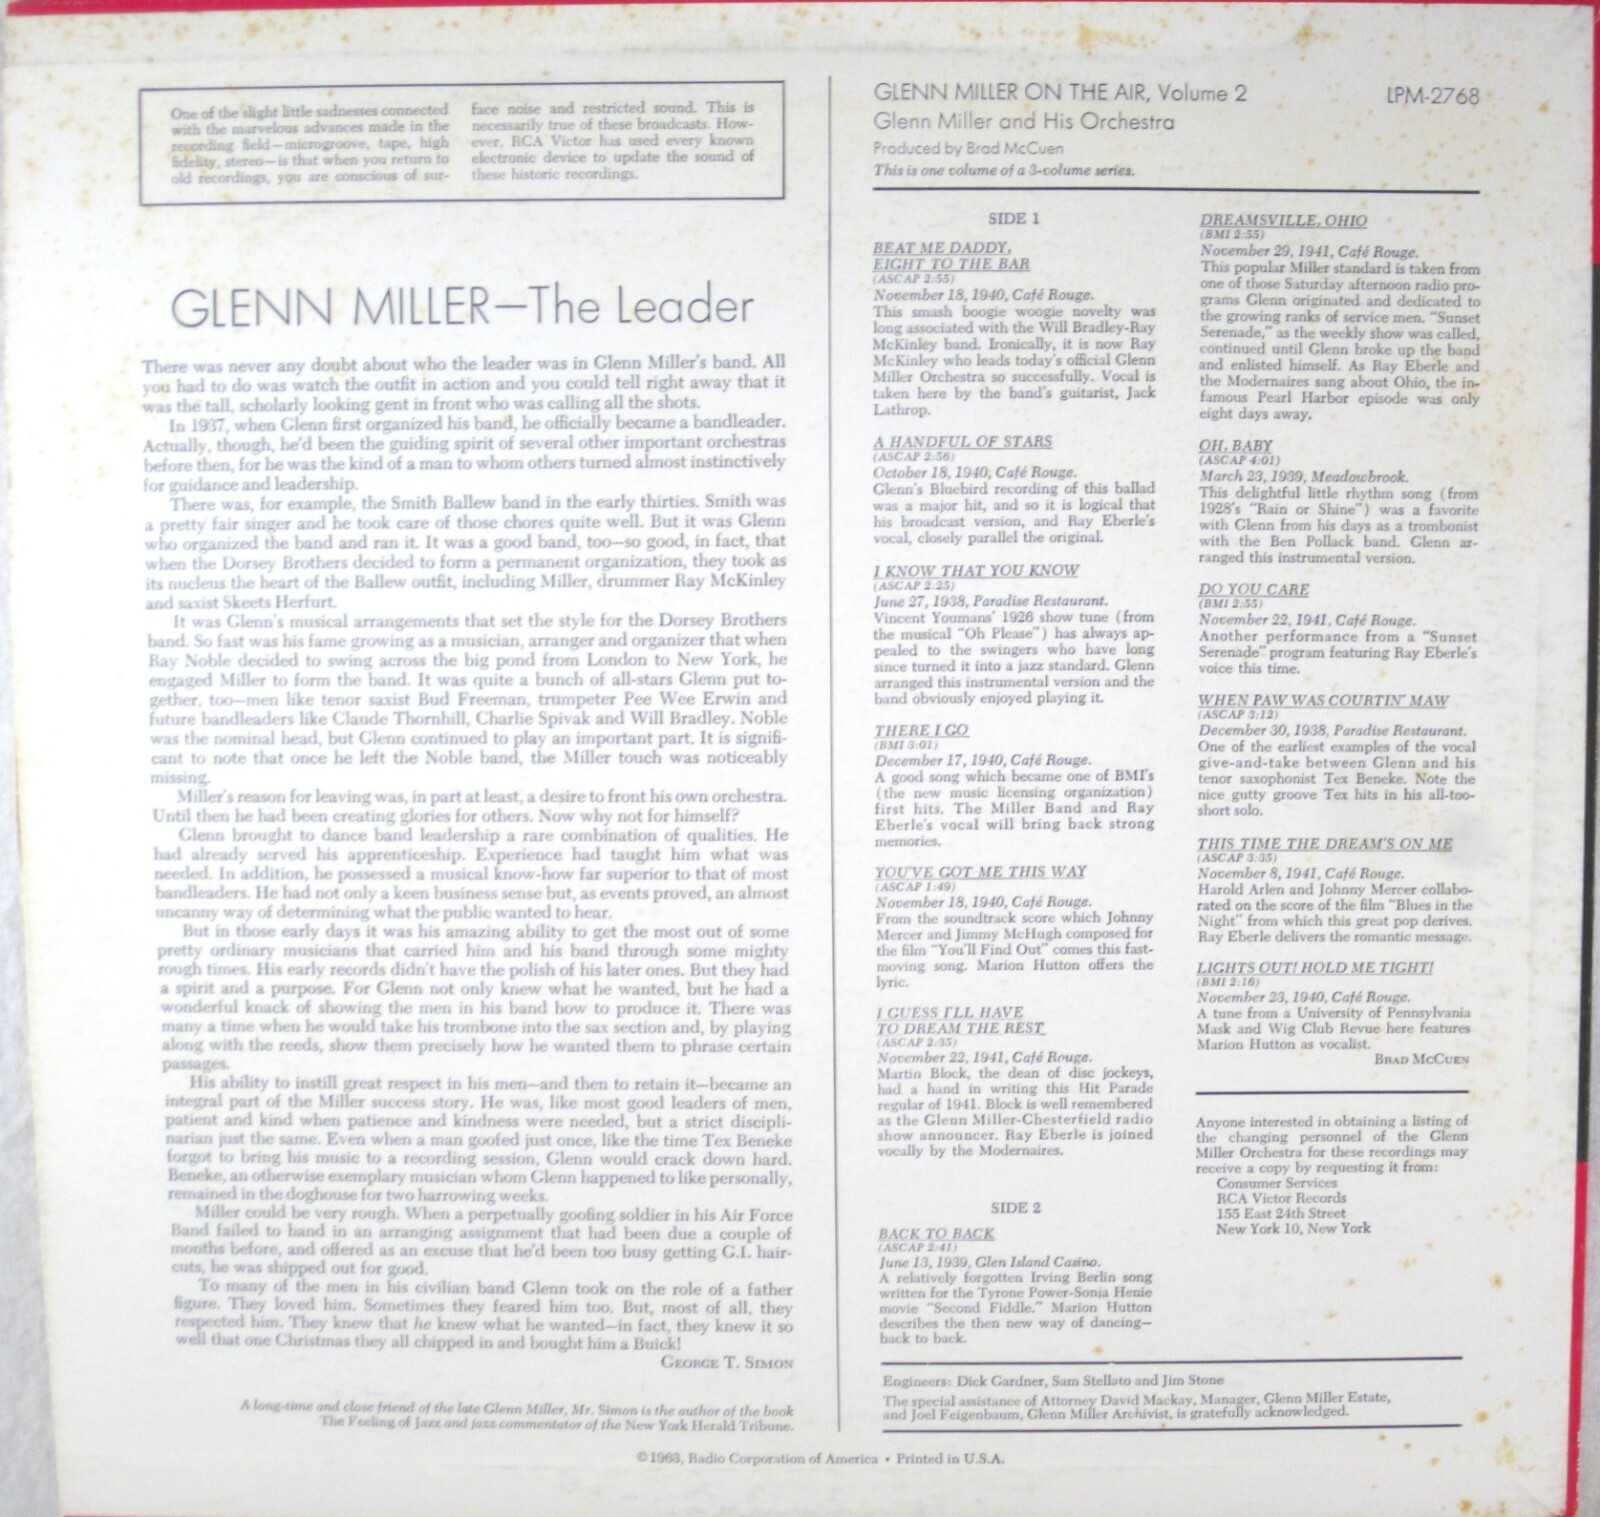 One of the slight little sadnesses connected
with the marvelous advances made in the
recording field—microgroove, tape, high
fidelity, stereo—is that when you return to
old recordings, you are conscious of sur-
face noise and restricted sound. This is
necessarily true of these broadcasts. How-
ever, RCA Victor has used every known
electronic device to update the sound of
these historic recordings.
GLENN MILLER—The Leader
There was never any doubt about who the leader was in Glenn Miller's band. All
you had to do was watch the outfit in action and you could tell right away that it
was the tall, scholarly looking gent in front who was calling all the shots.
In 1937, when Glenn first organized his band, he officially became a bandleader.
Actually, though, he'd been the guiding spirit of several other important orchestras
before then, for he was the kind of a man to whom others turned almost instinctively
for guidance and leadership.
There was, for example, the Smith Ballew band in the early thirties. Smith was
a pretty fair singer and he took care of those chores quite well. But it was Glenn
who organized the band and ran it. It was a good band, too—so good, in fact, that
when the Dorsey Brothers decided to form a permanent organization, they took as
its nucleus the heart of the Ballew outfit, including Miller, drummer Ray McKinley
and saxist Skeets Herfurt.
It was Glenn's musical arrangements that set the style for the Dorsey Brothers
band. So fast was his fame growing as a musician, arranger and organizer that when
Ray Noble decided to swing across the big pond from London to New York, he
engaged Miller to form the band. It was quite a bunch of all-stars Glenn put to-
gether, too—men like tenor saxist Bud Freeman, trumpeter Pee Wee Erwin and
future bandleaders like Claude Thornhill, Charlie Spivak and Will Bradley. Noble
was the nominal head, but Glenn continued to play an important part. It is signifi-
cant to note that once he left the Noble band, the Miller touch was noticeably
missing.
Miller's reason for leaving was, in part at least, a desire to front his own orchestra.
Until then he had been creating glories for others. Now why not for himself?
Glenn brought to dance band leadership a rare combination of qualities. He
had already served his apprenticeship. Experience had taught him what was
needed. In addition, he possessed a musical know-how far superior to that of most
bandleaders. He had not only a keen business sense but, as events proved, an almost
uncanny way of determining what the public wanted to hear.
But in those early days it was his amazing ability to get the most out of some
pretty ordinary musicians that carried him and his band through some mighty
rough times. His early records didn't have the polish of his later ones. But they had
a spirit and a purpose. For Glenn not only knew what he wanted, but he had a
wonderful knack of showing the men in his band how to produce it. There was
many a time when he would take his trombone into the sax section and, by playing
along with the reeds, show them precisely how he wanted them to phrase certain
passages.
His ability to instill great respect in his men—and then to retain it—became an
integral part of the Miller success story. He was, like most good leaders of men,
patient and kind when patience and kindness were needed, but a strict discipli-
narian just the same. Even when a man goofed just once, like the time Tex Beneke
forgot to bring his music to a recording session, Glenn would crack down hard.
Beneke, an otherwise exemplary musician whom Glenn happened to like personally,
remained in the doghouse for two harrowing weeks.
Miller could be very rough. When a perpetually goofing soldier in his Air Force
Band failed to hand in an arranging assignment that had been due a couple of
months before, and offered as an excuse that he'd been too busy getting G.I. hair-
cuts, he was shipped out for good.
To many of the men in his civilian band Glenn took on the role of a father
figure. They loved him. Sometimes they feared him too. But, most of all, they
respected him. They knew that he knew what he wanted—in fact, they knew it so
well that one Christmas they all chipped in and bought him a Buick!
GEORGE T. SIMON
A long-time and close friend of the late Glenn Miller, Mr. Simon is the author of the book
The Feeling of Jazz and jazz commentator of the New York Herald Tribune.
GLENN MILLER ON THE AIR, Volume 2 LPM-2768
Glenn Miller and His Orchestra
Produced by Brad McCuen
This is one volume of a 3-volume series.
SIDE 1
BEAT ME DADDY,
EIGHT TO THE BAR
(ASCAP 2:55)
November 18, 1940, Café Rouge.
This smash boogie woogie novelty was
long associated with the Will Bradley-Ray
McKinley band. Ironically, it is now Ray
McKinley who leads today's official Glenn
Miller Orchestra so successfully. Vocal is
taken here by the band's guitarist, Jack
Lathrop.
A HANDFUL OF STARS
(ASCAP 2:56)
October 18, 1940, Café Rouge.
Glenn's Bluebird recording of this ballad
was a major hit, and so it is logical that
his broadcast version, and Ray Eberle's
vocal, closely parallel the original.
I KNOW THAT YOU KNOW
(ASCAP 2:25)
June 27, 1938, Paradise Restaurant.
Vincent Youmans' 1926 show tune (from
the musical "Oh Please") has always ap-
pealed to the swingers who have long
since turned it into a jazz standard. Glenn
arranged this instrumental version and the
band obviously enjoyed playing it.
THERE I GO
(BMI 3:01)
December 17, 1940, Café Rouge.
A good song which became one of BMI's
(the new music licensing organization)
first hits. The Miller Band and Ray
Eberle's vocal will bring back strong
memories.
YOU'VE GOT ME THIS WAY
(ASCAP 1:49)
November 18, 1940, Café Rouge.
From the soundtrack score which Johnny
Mercer and Jimmy McHugh composed for
the film "You'll Find Out" comes this fast-
moving song. Marion Hutton offers the
lyric.
I GUESS I'LL HAVE
TO DREAM THE REST
(ASCAP 2:35)
November 22, 1941, Café Rouge.
Martin Block, the dean of disc jockeys,
had a hand in writing this Hit Parade
regular of 1941. Block is well remembered
as the Glenn Miller-Chesterfield radio
show announcer. Ray Eberle is joined
vocally by the Modernaires.
SIDE 2
BACK TO BACK
(ASCAP 2:41)
June 13, 1939, Glen Island Casino.
A relatively forgotten Irving Berlin song
written for the Tyrone Power-Sonja Henie
movie "Second Fiddle." Marion Hutton
describes the then new way of dancing—
back to back.
DREAMSVILLE, OHIO
(BMI 2:55)
November 29, 1941, Café Rouge.
This popular Miller standard is taken from
one of those Saturday afternoon radio pro-
grams Glenn originated and dedicated to
the growing ranks of service men. "Sunset
Serenade," as the weekly show was called,
continued until Glenn broke up the band
and enlisted himself. As Ray Eberle and
the Modernaires sang about Ohio, the in-
famous Pearl Harbor episode was only
eight days away.
OH, BABY
(ASCAP 4:01)
March 23, 1939, Meadowbrook.
This delightful little rhythm song (from
1928's "Rain or Shine") was a favorite
with Glenn from his days as a trombonist
with the Ben Pollack band. Glenn ar-
ranged this instrumental version.
DO YOU CARE
(BMI 2:55)
November 22, 1941, Café Rouge.
Another performance from a "Sunset
Serenade" program featuring Ray Eberle's
voice this time.
WHEN PAW WAS COURTIN' MAW
(ASCAP 3:12)
December 30, 1938, Paradise Restaurant.
One of the earliest examples of the vocal
give-and-take between Glenn and his
tenor saxophonist Tex Beneke. Note the
nice gutty groove Tex hits in his all-too-
short solo.
THIS TIME THE DREAM'S ON ME
(ASCAP 3:35)
November 8, 1941, Café Rouge.
Harold Arlen and Johnny Mercer collabo-
rated on the score of the film "Blues in the
Night" from which this great pop derives.
Ray Eberle delivers the romantic message.
LIGHTS OUT! HOLD ME TIGHT!
(BMI 2:16)
November 23, 1940, Café Rouge.
A tune from a University of Pennsylvania
Mask and Wig Club Revue here features
Marion Hutton as vocalist.
BRAD MCCUEN
Anyone interested in obtaining a listing of
the changing personnel of the Glenn
Miller Orchestra for these recordings may
receive a copy by requesting it from:
Consumer Services
RCA Victor Records
155 East 24th Street
New York 10, New York
Engineers: Dick Gardner, Sam Stellato and Jim Stone
The special assistance of Attorney David Mackay, Manager, Glenn Miller Estate,
and Joel Feigenbaum, Glenn Miller Archivist, is gratefully acknowledged.
©1963, Radio Corporation of America • Printed in U.S.A.